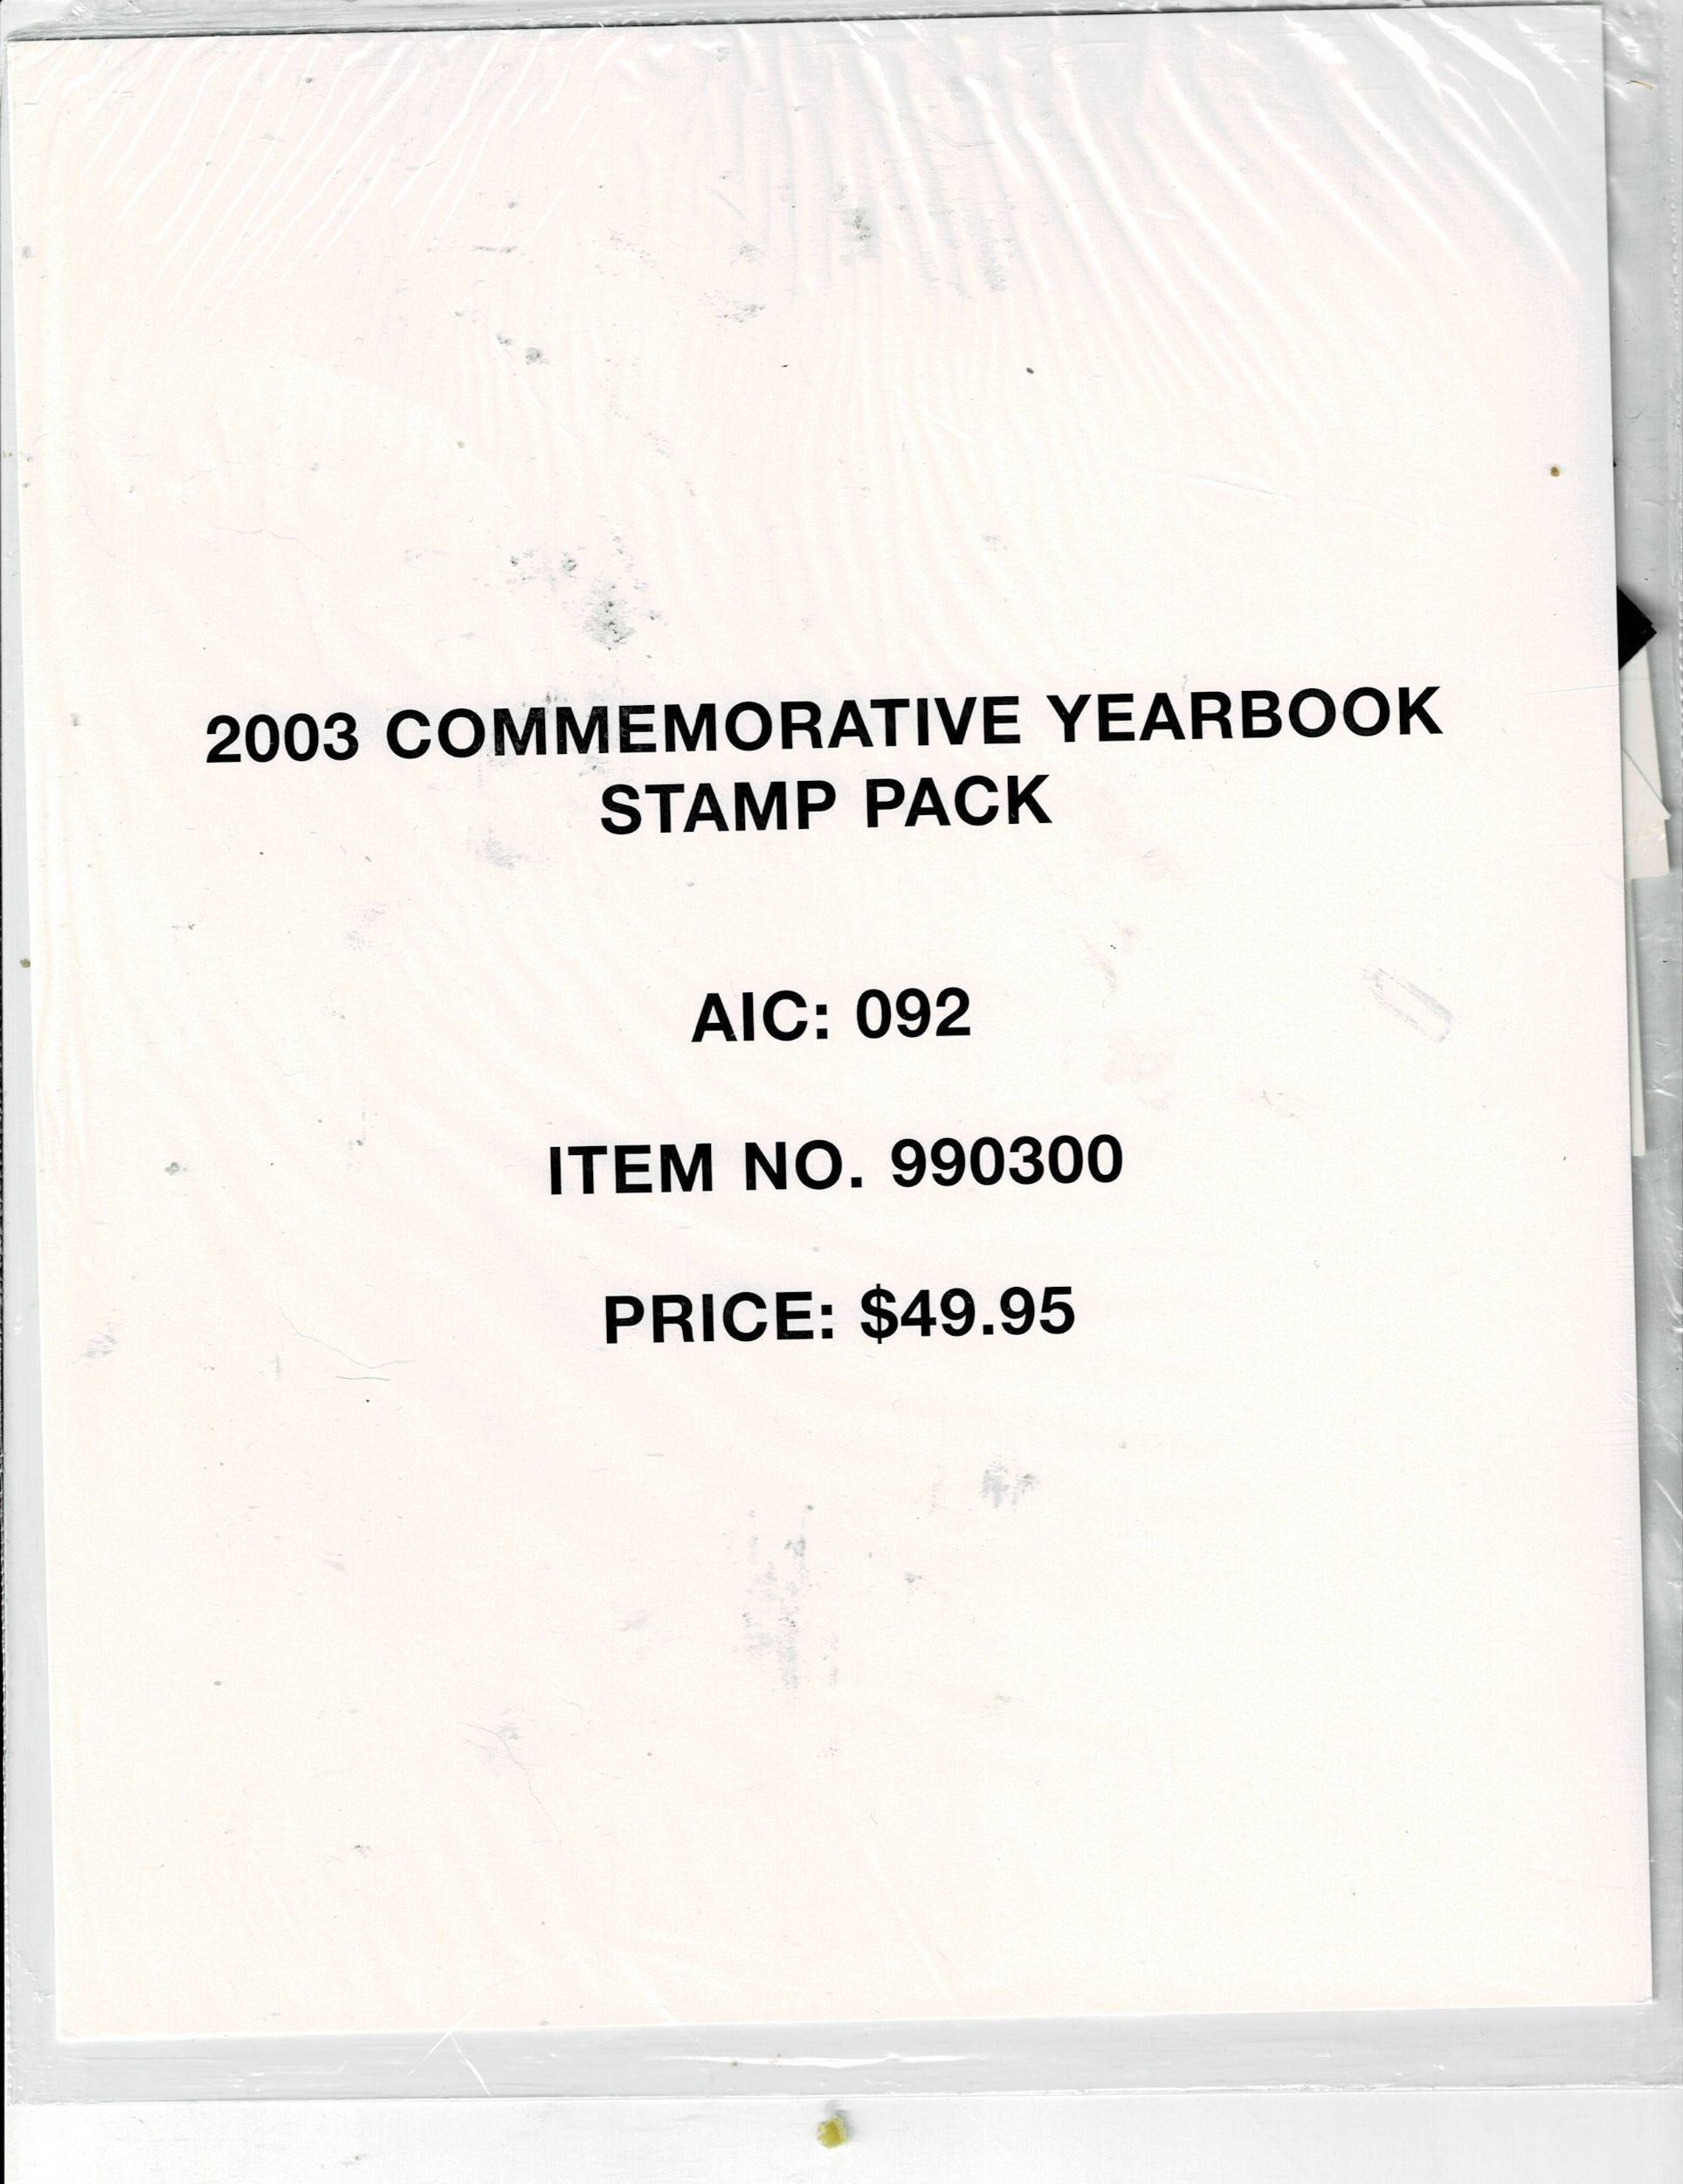 2003 COMMEMORATIVE YEARBOOK
STAMP PACK
AIC: 092
ITEM NO. 990300
PRICE: $49.95